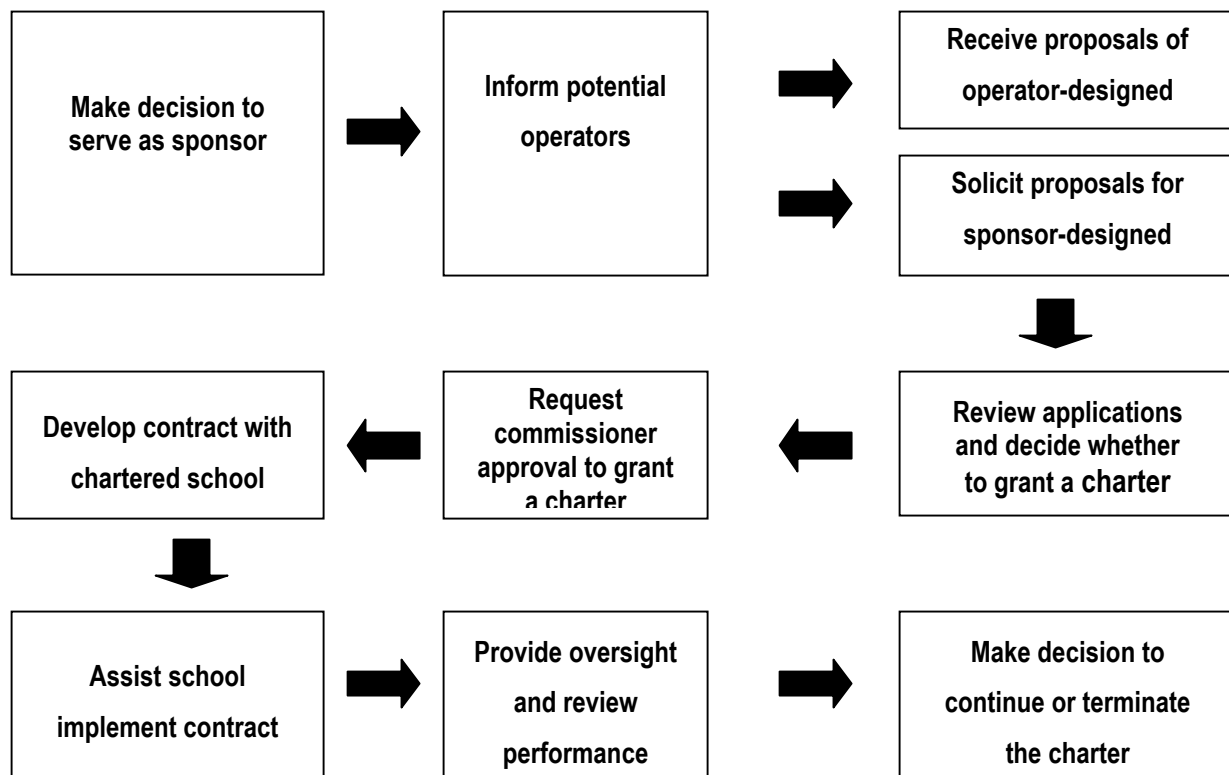 Make decision to
serve as sponsor
Inform potential
operators
Receive proposals of
operator-designed
Solicit proposals for
sponsor-designed
Review applications
and decide whether
to grant a charter
Request
commissioner
approval to grant
a charter
Develop contract with
chartered school
Assist school
implement contract
Provide oversight
and review
performance
Make decision to
continue or terminate
the charter